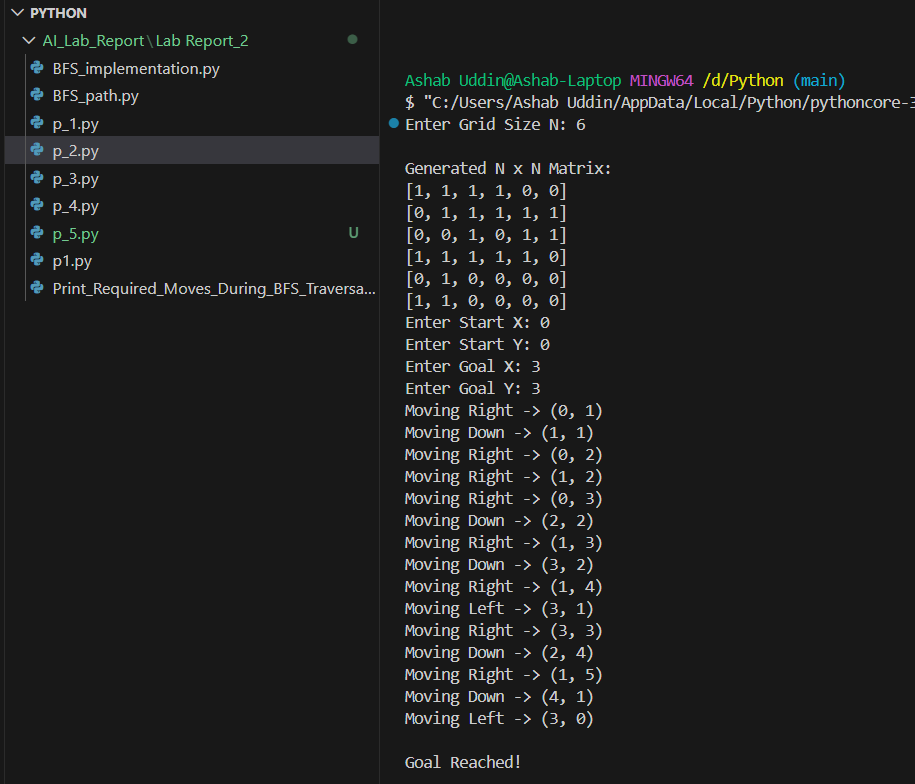 PYTHON
AI_Lab_Report\Lab Report_2
BFS_implementation.py
BFS_path.py
p_1.py
p_2.py
p_3.py
p_4.py
p_5.py U
p1.py
Print_Required_Moves_During_BFS_Traversa...
Ashab Uddin@Ashab-Laptop MINGW64 /d/Python (main)
$ "C:/Users/Ashab Uddin/AppData/Local/Python/pythoncore-3
Enter Grid Size N: 6
Generated N x N Matrix:
[1, 1, 1, 1, 0, 0]
[0, 1, 1, 1, 1, 1]
[0, 0, 1, 0, 1, 1]
[1, 1, 1, 1, 1, 0]
[0, 1, 0, 0, 0, 0]
[1, 1, 0, 0, 0, 0]
Enter Start X: 0
Enter Start Y: 0
Enter Goal X: 3
Enter Goal Y: 3
Moving Right -> (0, 1)
Moving Down -> (1, 1)
Moving Right -> (0, 2)
Moving Right -> (1, 2)
Moving Right -> (0, 3)
Moving Down -> (2, 2)
Moving Right -> (1, 3)
Moving Down -> (3, 2)
Moving Right -> (1, 4)
Moving Left -> (3, 1)
Moving Right -> (3, 3)
Moving Down -> (2, 4)
Moving Right -> (1, 5)
Moving Down -> (4, 1)
Moving Left -> (3, 0)
Goal Reached!